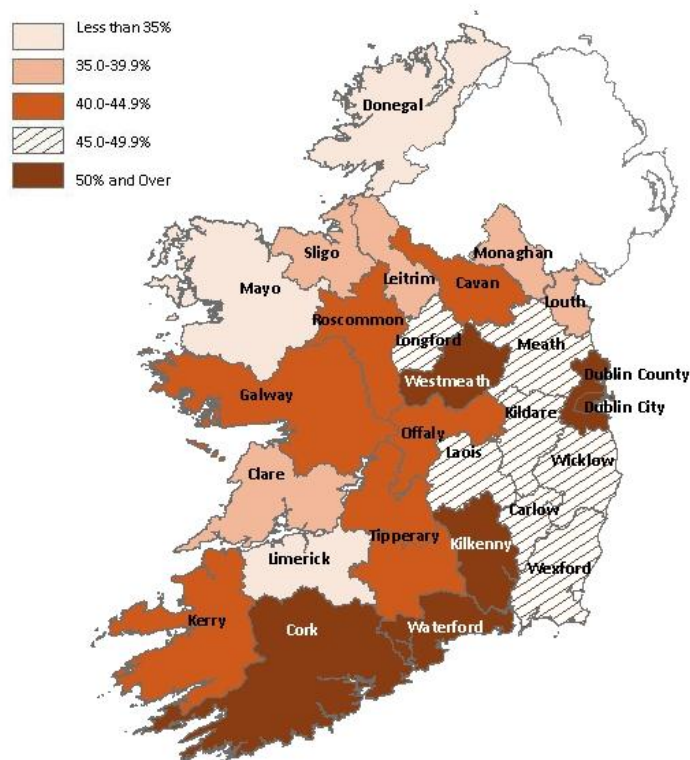 Less than 35%
35.0-39.9%
40.0-44.9%
45.0-49.9%
50% and Over
Donegal
Sligo
Monaghan
Leitrim
Cavan
Mayo
Louth
Roscommon
Longford
Meath
Westmeath
Dublin County
Galway
Kildare
Dublin City
Offaly
Laois
Wicklow
Clare
Carlow
Tipperary
Kilkenny
Limerick
Wexford
Kerry
Cork
Waterford